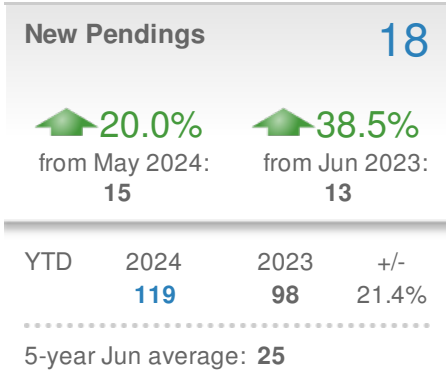 New Pendings 18
20.0% 38.5%
from May 2024: from Jun 2023:
15 13
YTD 2024 2023 +/-
119 98 21.4%
5-year Jun average: 25